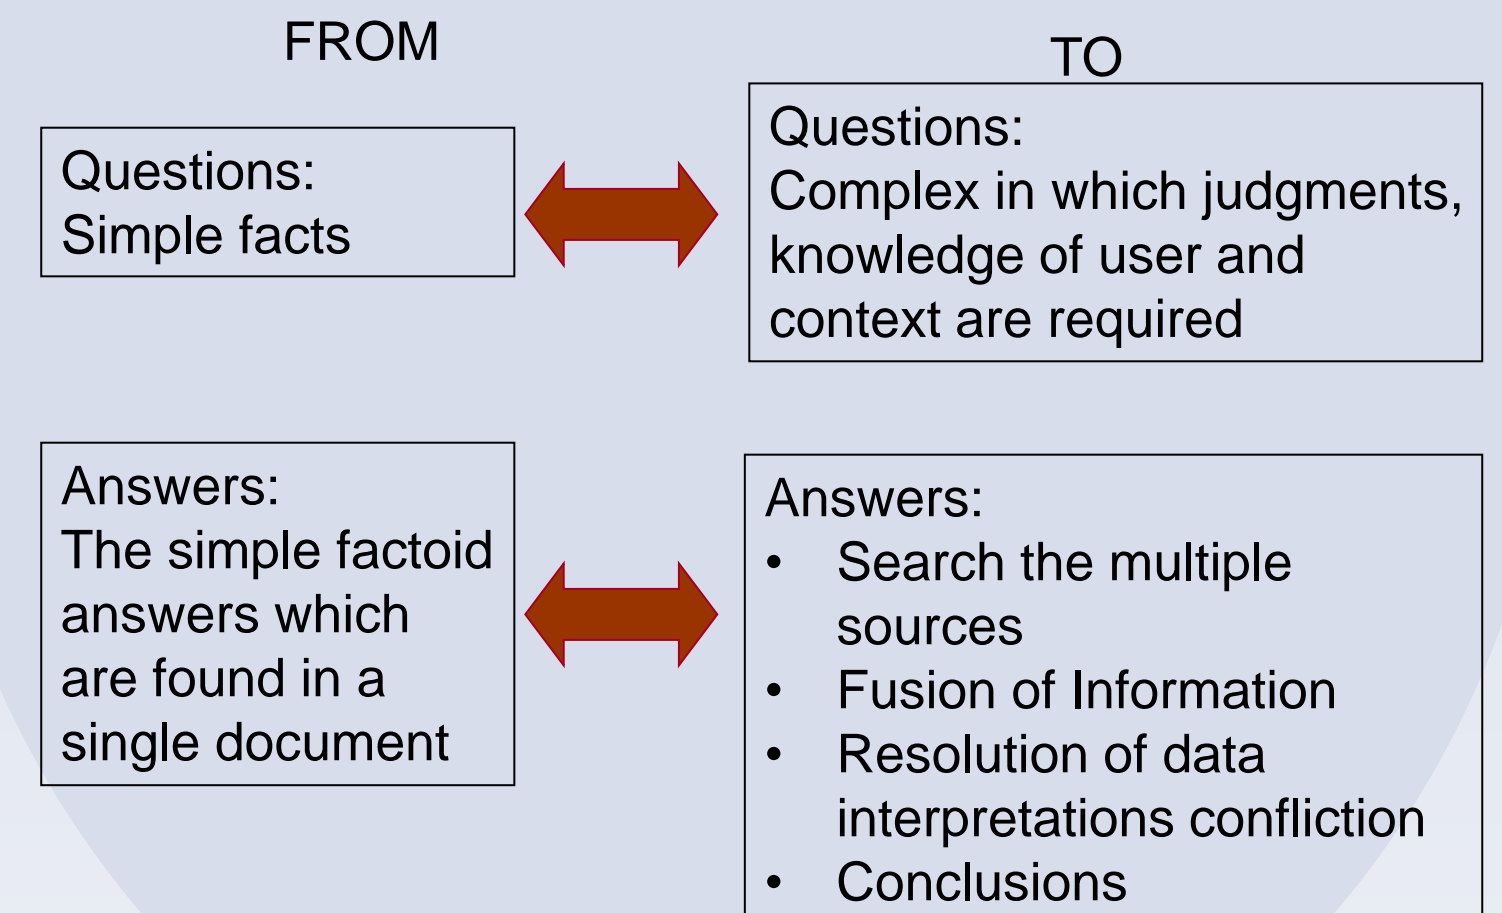 FROM
TO
Questions:
Simple facts
Questions:
Complex in which judgments,
knowledge of user and
context are required
Answers:
The simple factoid
answers which
are found in a
single document
Answers:
• Search the multiple
sources
• Fusion of Information
• Resolution of data
interpretations confliction
• Conclusions